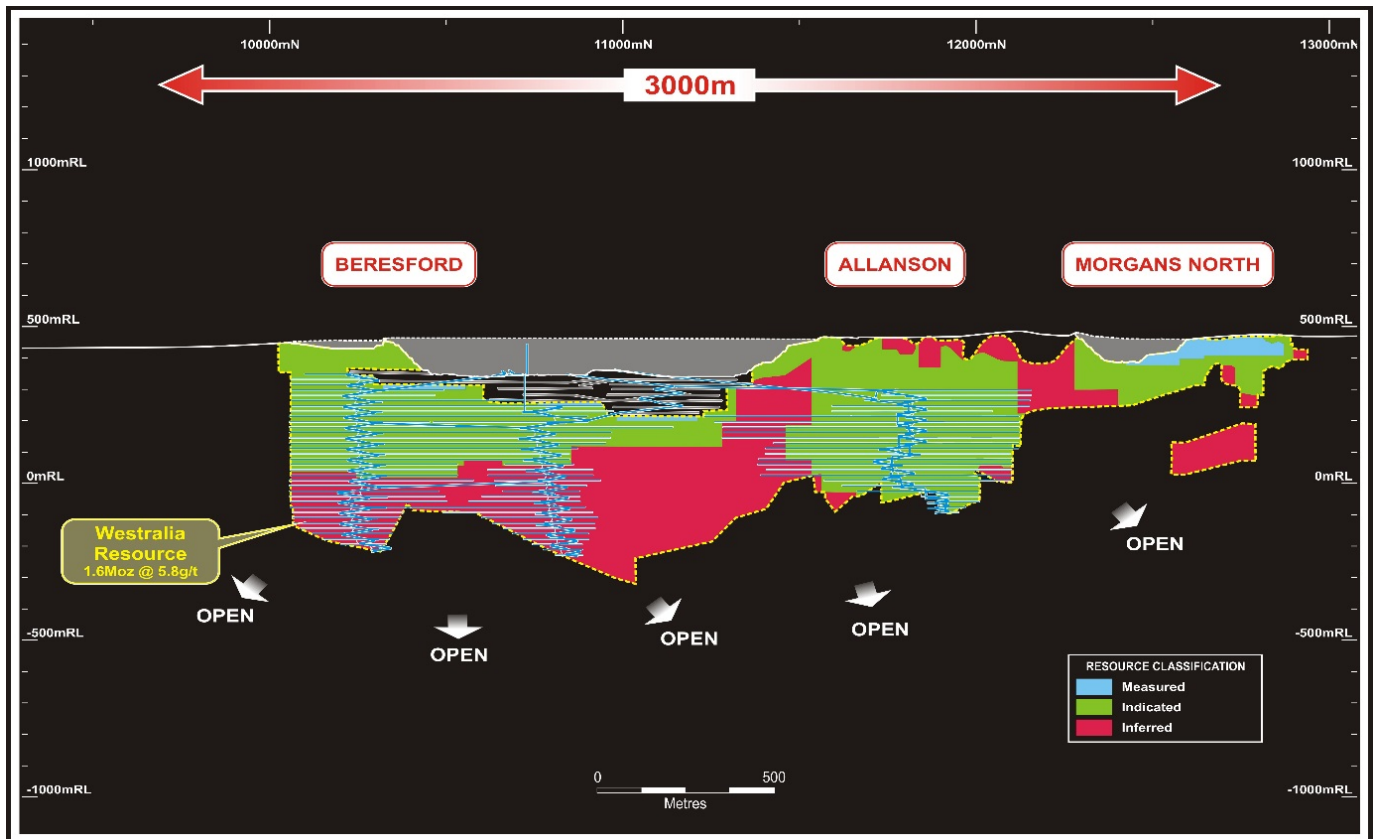 10000mN
11000mN
12000mN
13000mN
3000m
1000mRL
1000mRL
BERESFORD
ALLANSON
MORGANS NORTH
500mRL
500mRL
0mRL
0mRL
Westralia
Resource
1.6Moz @ 5.8g/t
OPEN
OPEN
OPEN
OPEN
OPEN
-500mRL
-500mRL
RESOURCE CLASSIFICATION
Measured
Indicated
Inferred
0
500
Metres
-1000mRL
-1000mRL